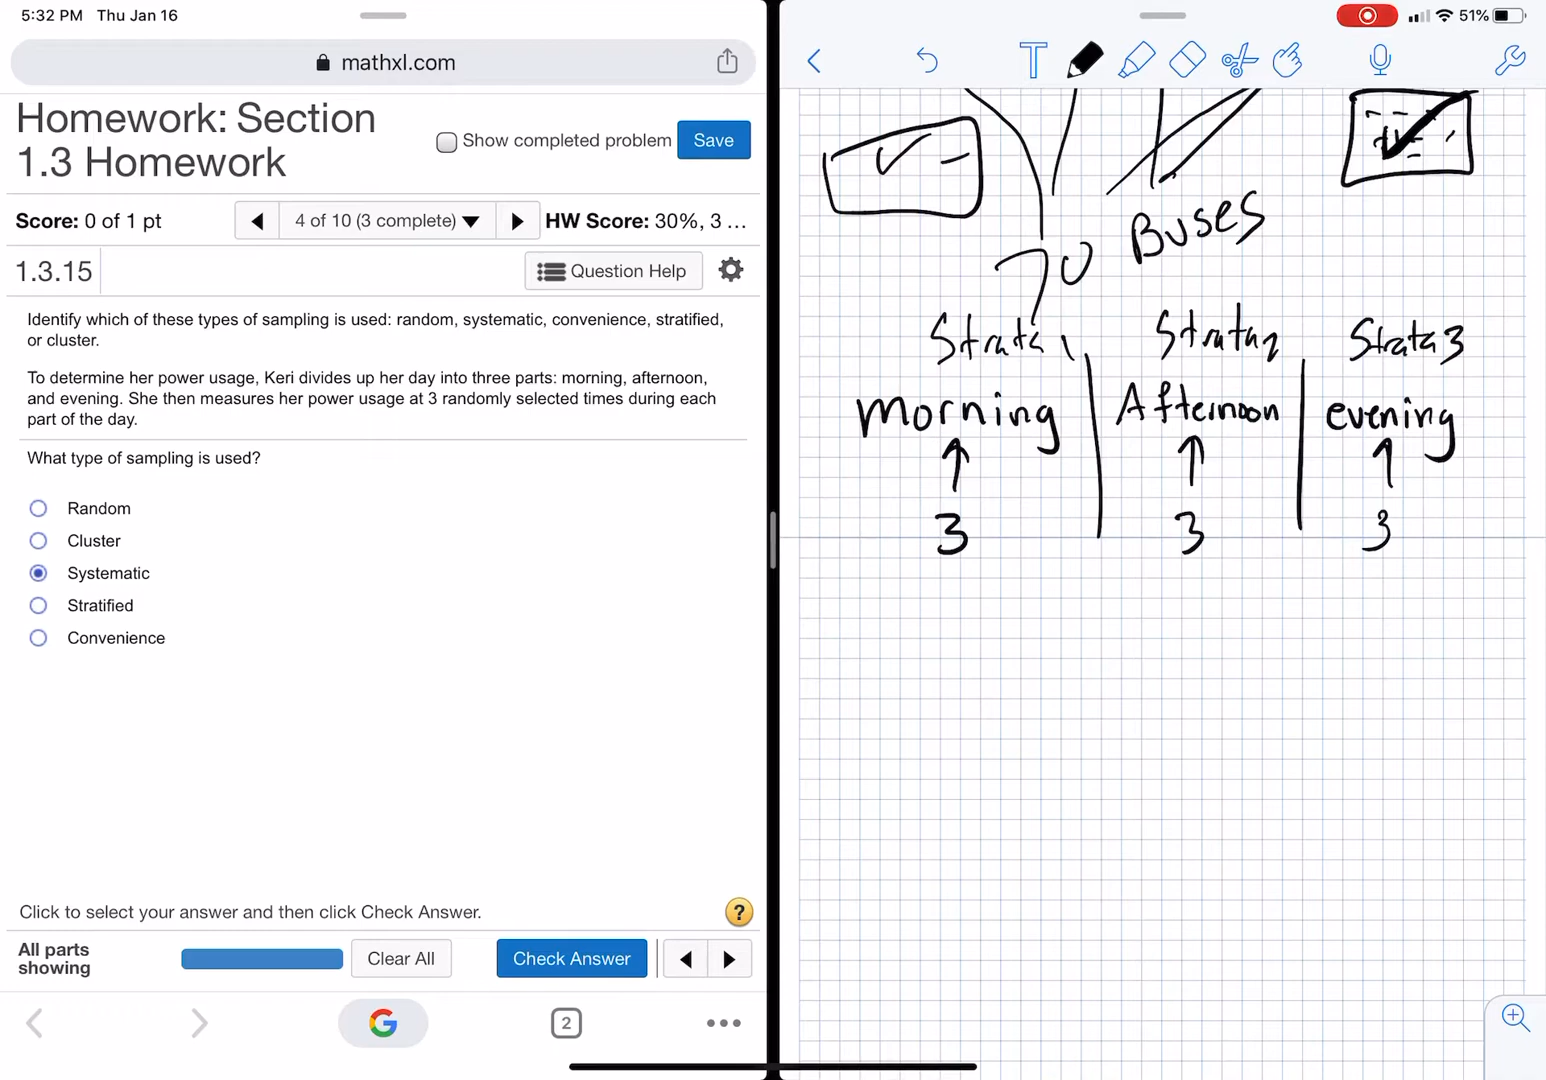 5:32 PM Thu Jan 16
51%
mathxl.com
Homework: Section
1.3 Homework
Show completed problem
Save
Score: 0 of 1 pt
4 of 10 (3 complete)
HW Score: 30%, 3 ...
1.3.15
Question Help
Identify which of these types of sampling is used: random, systematic, convenience, stratified,
or cluster.
To determine her power usage, Keri divides up her day into three parts: morning, afternoon,
and evening. She then measures her power usage at 3 randomly selected times during each
part of the day.
What type of sampling is used?
Random
Cluster
Systematic
Stratified
Convenience
Click to select your answer and then click Check Answer.
?
All parts
showing
Clear All
Check Answer
G
2
T
70 Buses
Strata 1 Strata 2 Strata 3
morning Afternoon evening
3 3 3